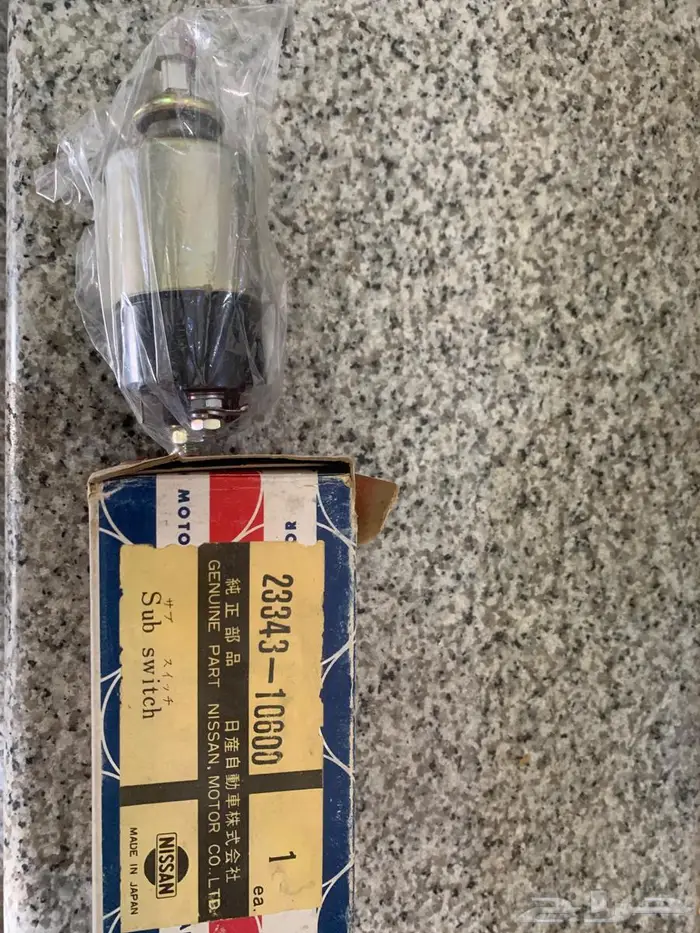 MOTO
OR
23343-10600
1
ea.
純正部品 日産自動車株式会社
GENUINE PART NISSAN MOTOR CO., LTD.
サブ スイッチ
Sub switch
NISSAN
MADE IN JAPAN
حراج